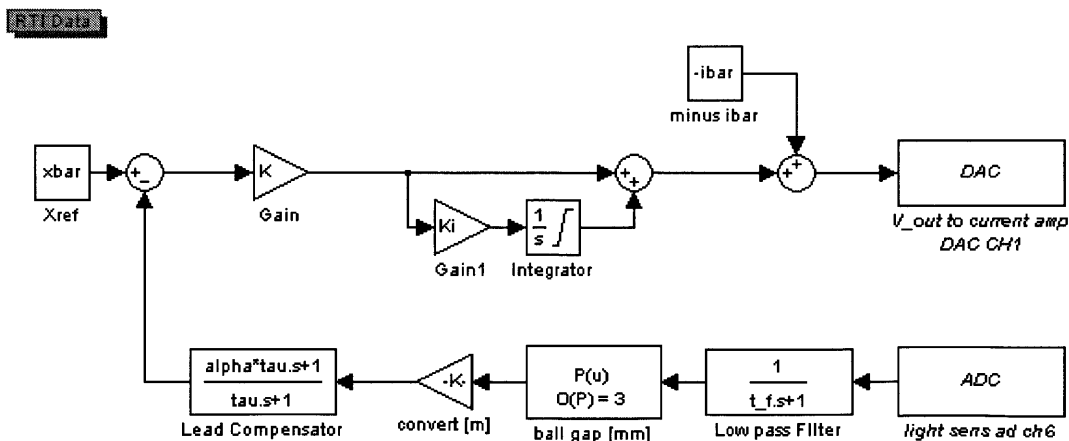 RTI Data
-ibar
minus ibar
xbar
Xref
+
-
K
Gain
Ki
Gain1
1
s
Integrator
+
+
+
+
DAC
V_out to current amp
DAC CH1
alpha*tau.s+1
tau.s+1
Lead Compensator
-K-
convert [m]
P(u)
O(P) = 3
ball gap [mm]
1
t_f.s+1
Low pass Filter
ADC
light sens ad ch6